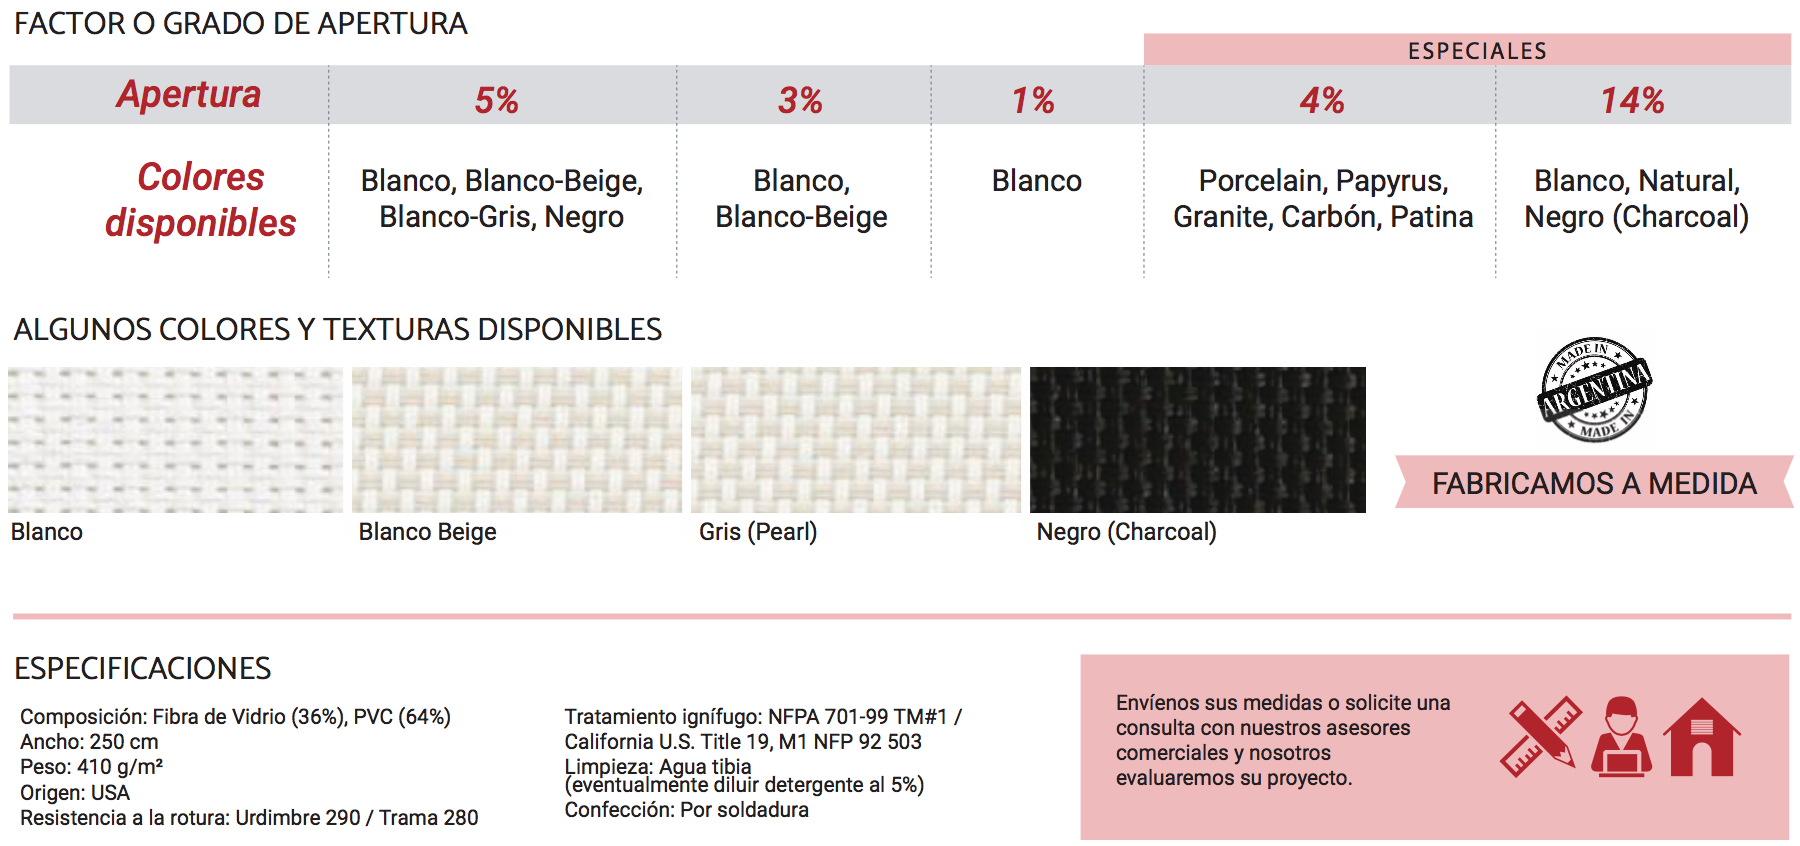 FACTOR O GRADO DE APERTURA
ESPECIALES
Apertura 5% 3% 1% 4% 14%
Colores disponibles
Blanco, Blanco-Beige,
Blanco-Gris, Negro
Blanco,
Blanco-Beige
Blanco
Porcelain, Papyrus,
Granite, Carbón, Patina
Blanco, Natural,
Negro (Charcoal)
ALGUNOS COLORES Y TEXTURAS DISPONIBLES
Blanco
Blanco Beige
Gris (Pearl)
Negro (Charcoal)
MADE IN
ARGENTINA
MADE IN
FABRICAMOS A MEDIDA
ESPECIFICACIONES
Composición: Fibra de Vidrio (36%), PVC (64%)
Ancho: 250 cm
Peso: 410 g/m²
Origen: USA
Resistencia a la rotura: Urdimbre 290 / Trama 280
Tratamiento ignífugo: NFPA 701-99 TM#1 /
California U.S. Title 19, M1 NFP 92 503
Limpieza: Agua tibia
(eventualmente diluir detergente al 5%)
Confección: Por soldadura
Envíenos sus medidas o solicite una
consulta con nuestros asesores
comerciales y nosotros
evaluaremos su proyecto.